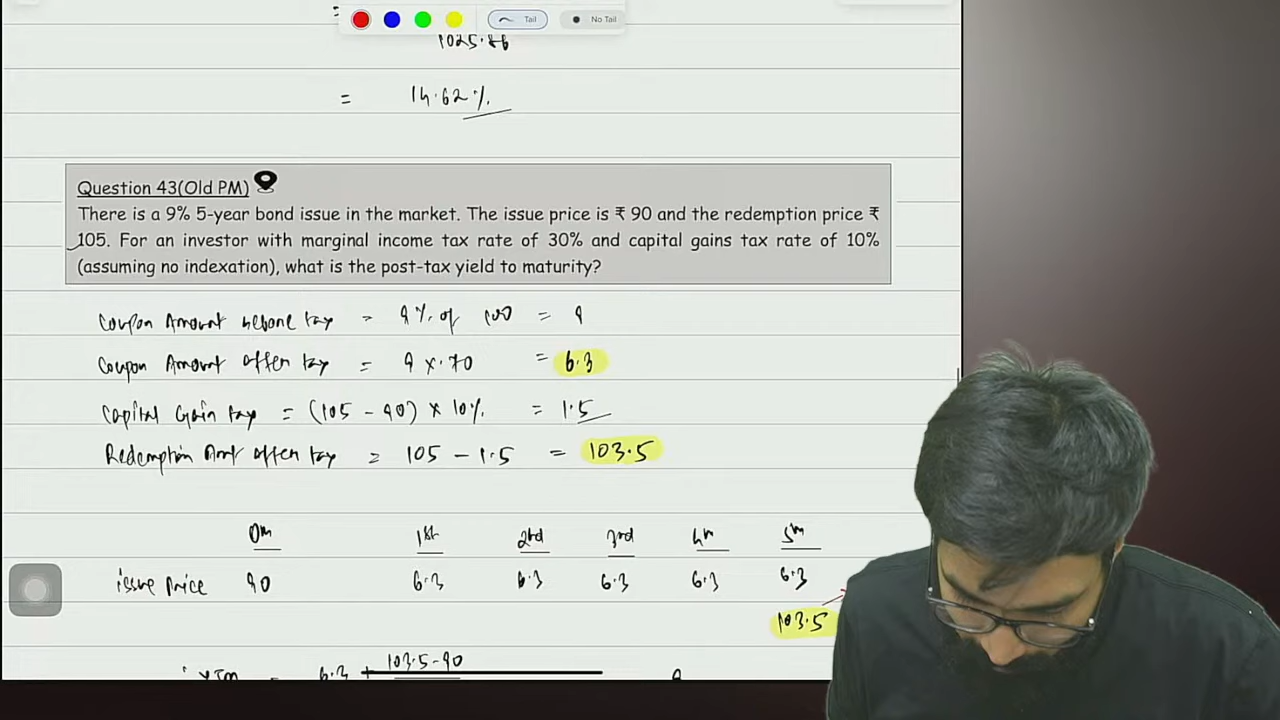 =
Tail
No Tail
1025.86
= 14.62%
Question 43(Old PM)
There is a 9% 5-year bond issue in the market. The issue price is ₹ 90 and the redemption price ₹
105. For an investor with marginal income tax rate of 30% and capital gains tax rate of 10%
(assuming no indexation), what is the post-tax yield to maturity?
Coupon Amount before tax = 9% of 100 = 9
Coupon Amount after tax = 9 x .70 = 6.3
Capital Gain tax = (105 - 90) x 10% = 1.5
Redemption Amt after tax = 105 - 1.5 = 103.5
0th 1st 2nd 3rd 4th 5th
issue price 90 6.3 6.3 6.3 6.3 6.3
103.5
103.5-90
YTM = 6.3 +